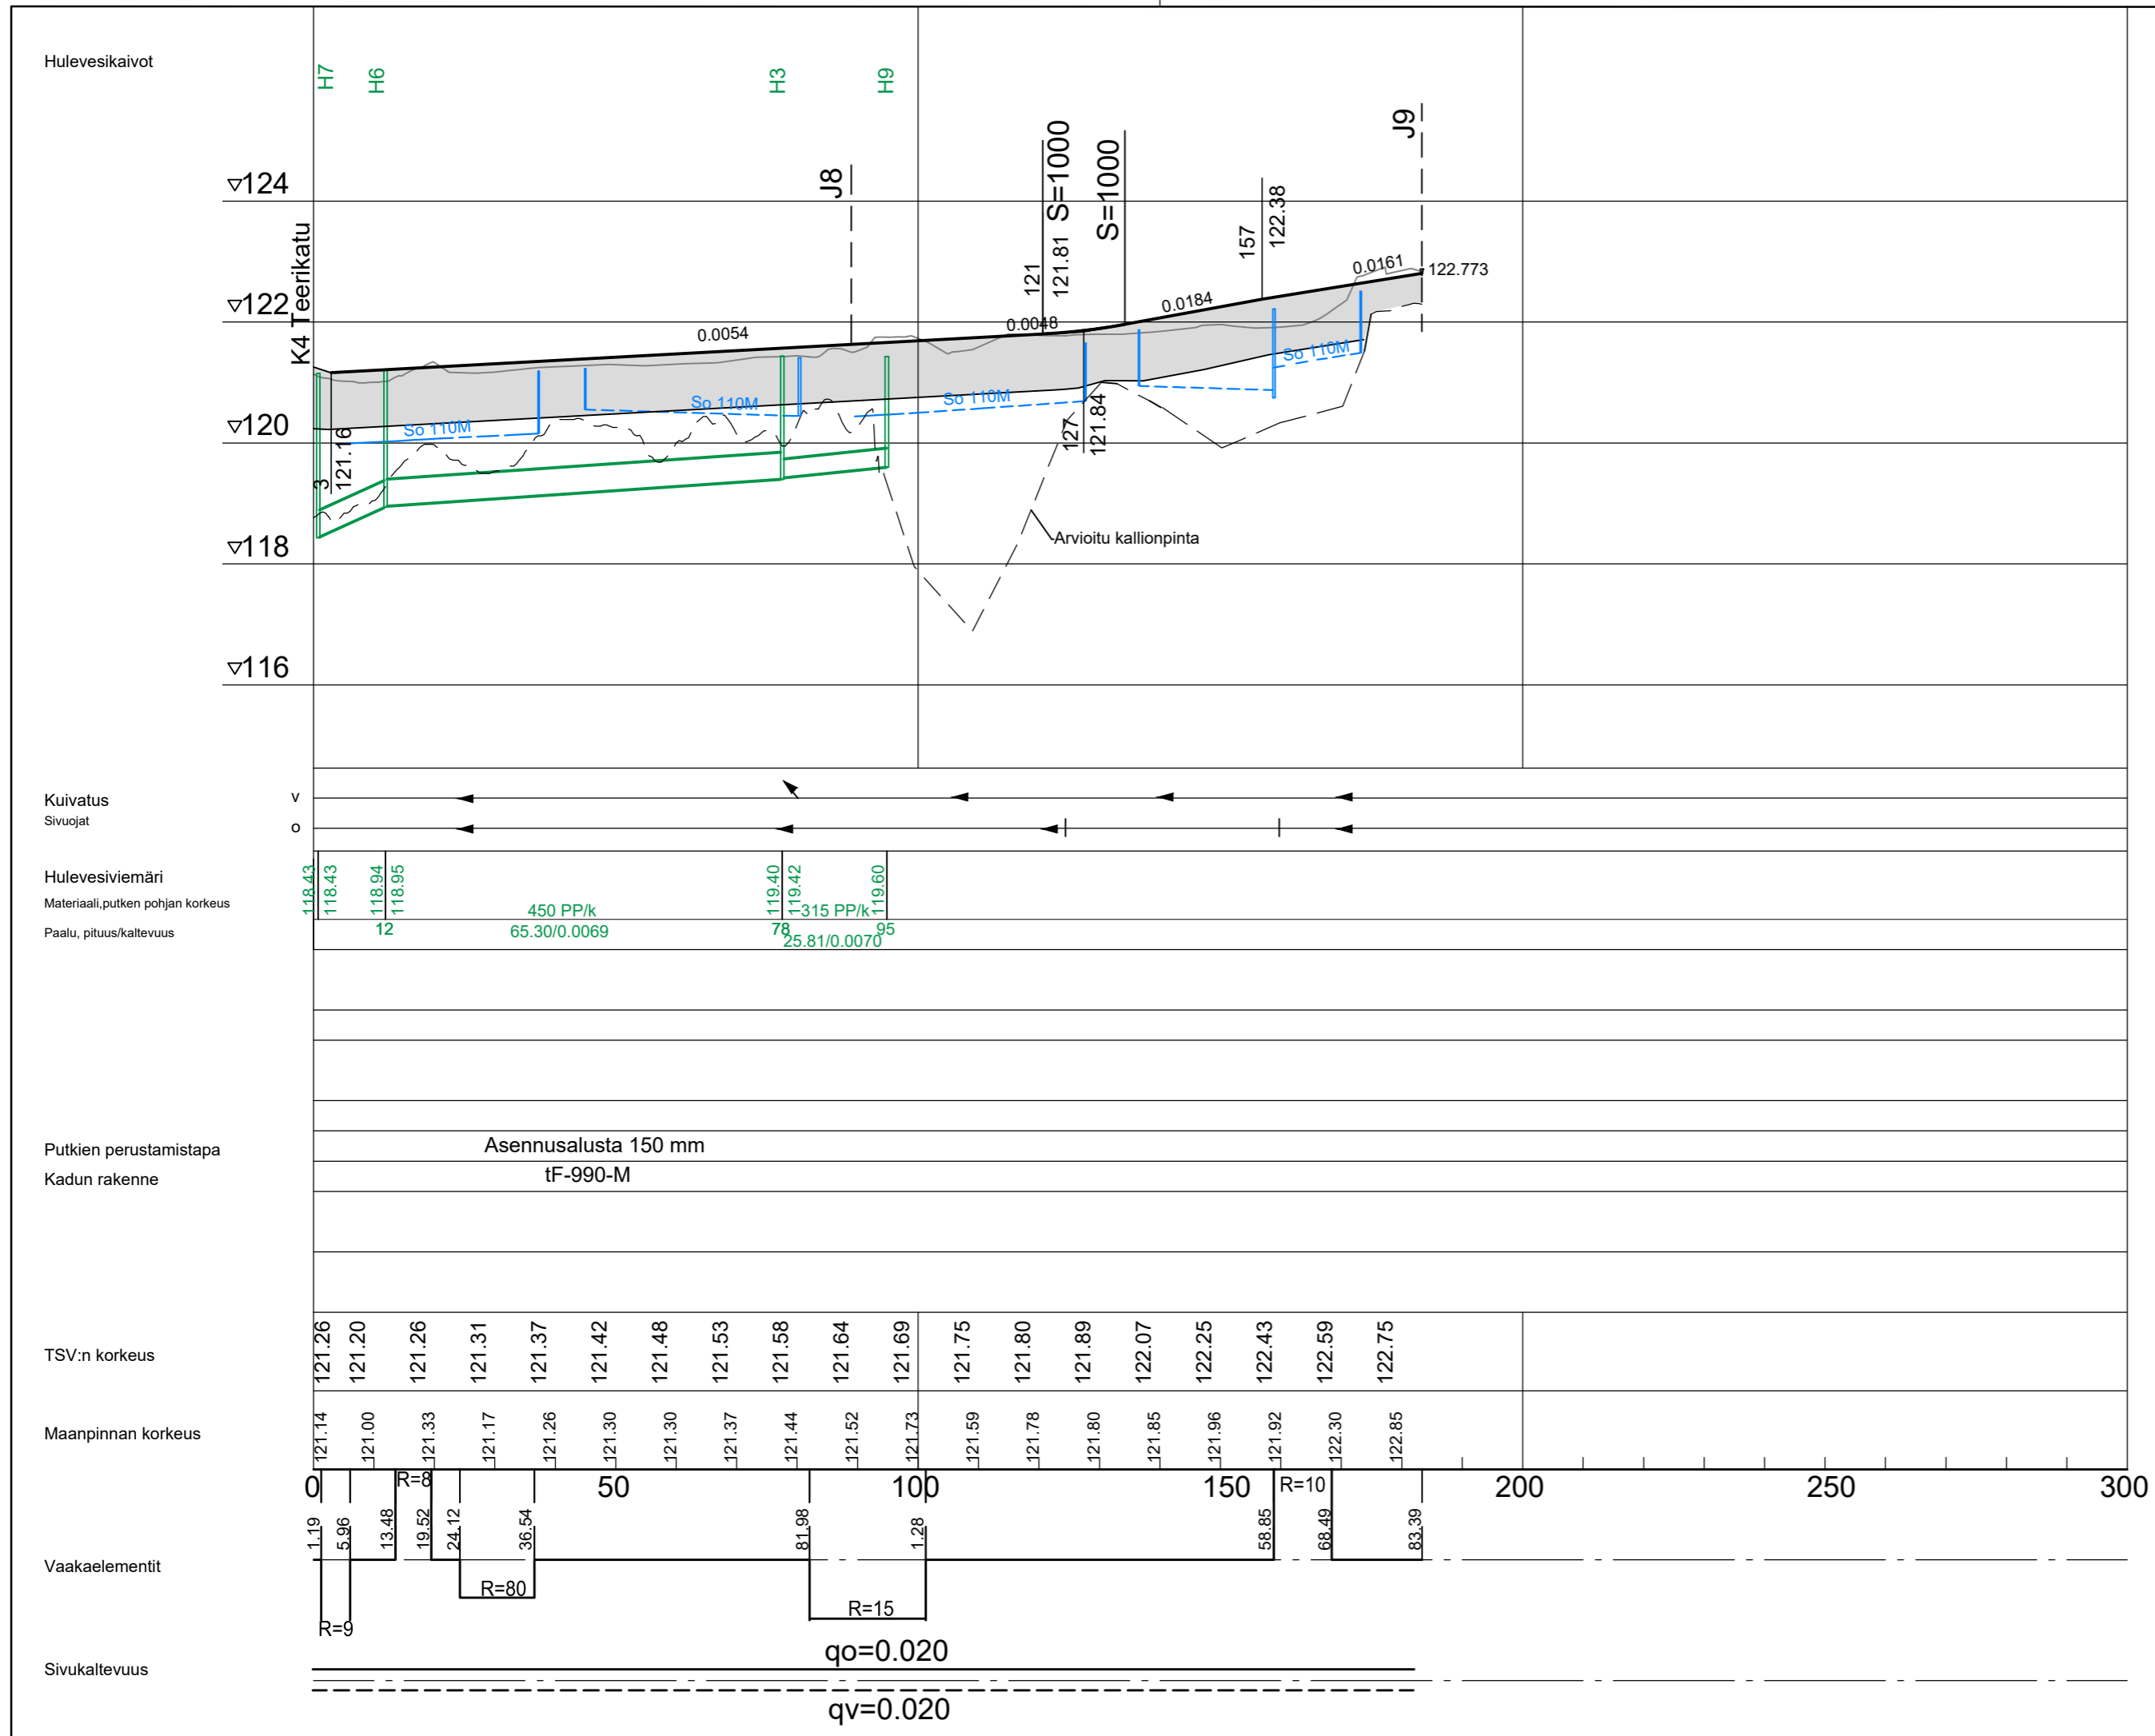 Hulevesikaivot
H7
H6
H3
H9
▽124
▽122
▽120
▽118
▽116
K4 Teerikatu
J8
J9
121
121.81 S=1000
S=1000
157
122.38
0.0054
0.0048
0.0184
0.0161
122.773
So 110M
So 110M
So 110M
So 110M
3
121.16
127
121.84
Arvioitu kallionpinta
Kuivatus
v
Sivuojat
o
Hulevesiviemäri
118.43
118.43
118.94
118.95
119.40
119.42
119.60
Materiaali,putken pohjan korkeus
450 PP/k
315 PP/k
Paalu, pituus/kaltevuus
12
65.30/0.0069
78
25.81/0.0070
95
Putkien perustamistapa
Asennusalusta 150 mm
Kadun rakenne
tF-990-M
TSV:n korkeus
121.26
121.20
121.26
121.31
121.37
121.42
121.48
121.53
121.58
121.64
121.69
121.75
121.80
121.89
122.07
122.25
122.43
122.59
122.75
Maanpinnan korkeus
121.14
121.00
121.33
121.17
121.26
121.30
121.30
121.37
121.44
121.52
121.73
121.59
121.78
121.80
121.85
121.96
121.92
122.30
122.85
0
50
100
150
200
250
300
R=8
R=10
1.19
5.96
13.48
19.52
24.12
36.54
81.98
1.28
58.85
68.49
83.39
Vaakaelementit
R=9
R=80
R=15
Sivukaltevuus
qo=0.020
qv=0.020